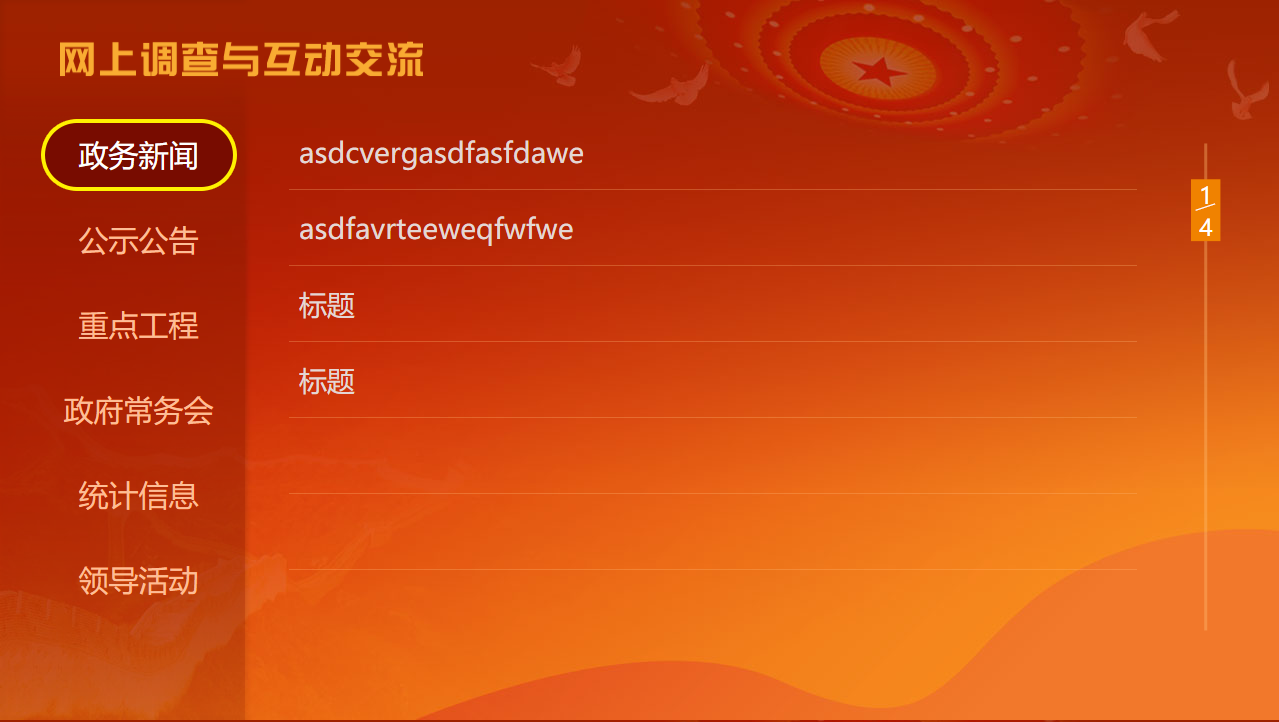 网上调查与互动交流
政务新闻
公示公告
重点工程
政府常务会
统计信息
领导活动
asdcvergasdfasfdawe
asdfavrteeweqfwfwe
标题
标题
1
4